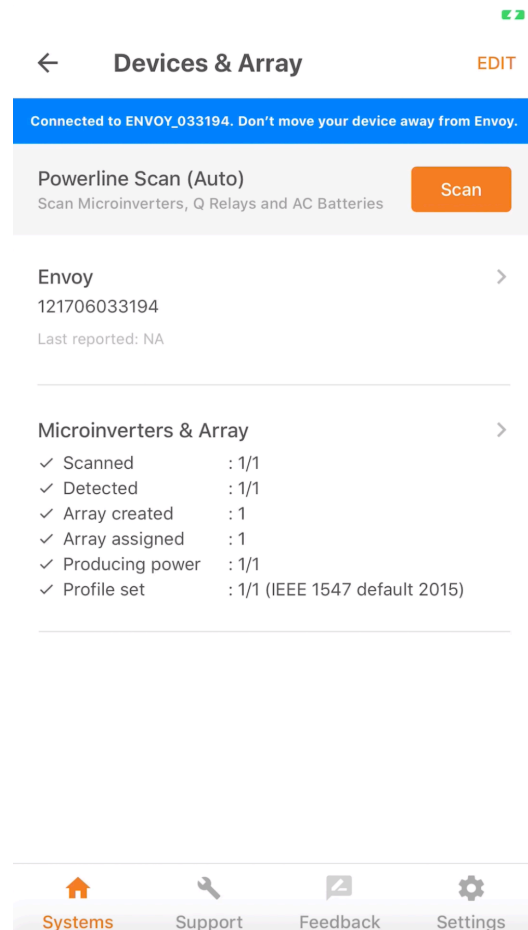 Devices & Array
EDIT
Connected to ENVOY_033194. Don’t move your device away from Envoy.
Powerline Scan (Auto)
Scan Microinverters, Q Relays and AC Batteries
Scan
Envoy
121706033194
Last reported: NA
Microinverters & Array
Scanned : 1/1
Detected : 1/1
Array created : 1
Array assigned : 1
Producing power : 1/1
Profile set : 1/1 (IEEE 1547 default 2015)
Systems Support Feedback Settings